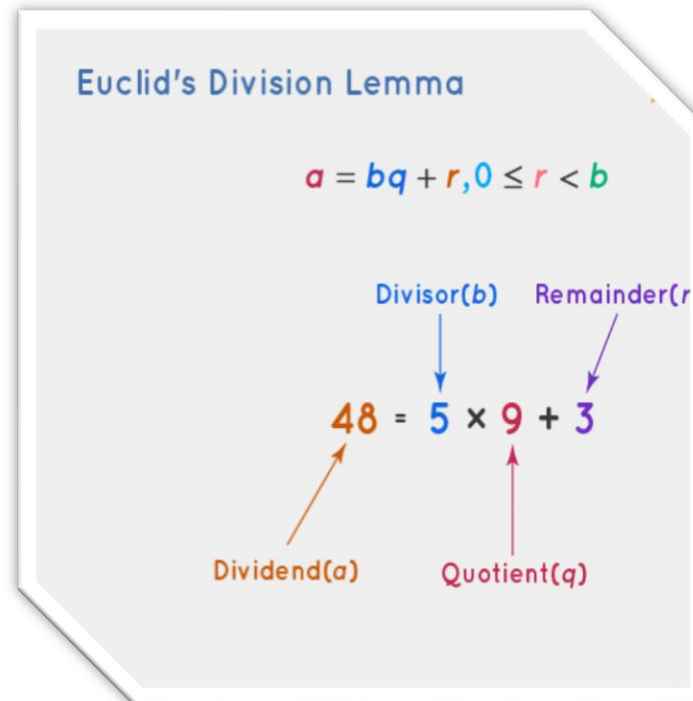 Euclid's Division Lemma
a = bq + r, 0 ≤ r < b
Divisor(b) Remainder(r
48 = 5 × 9 + 3
Dividend(a) Quotient(q)